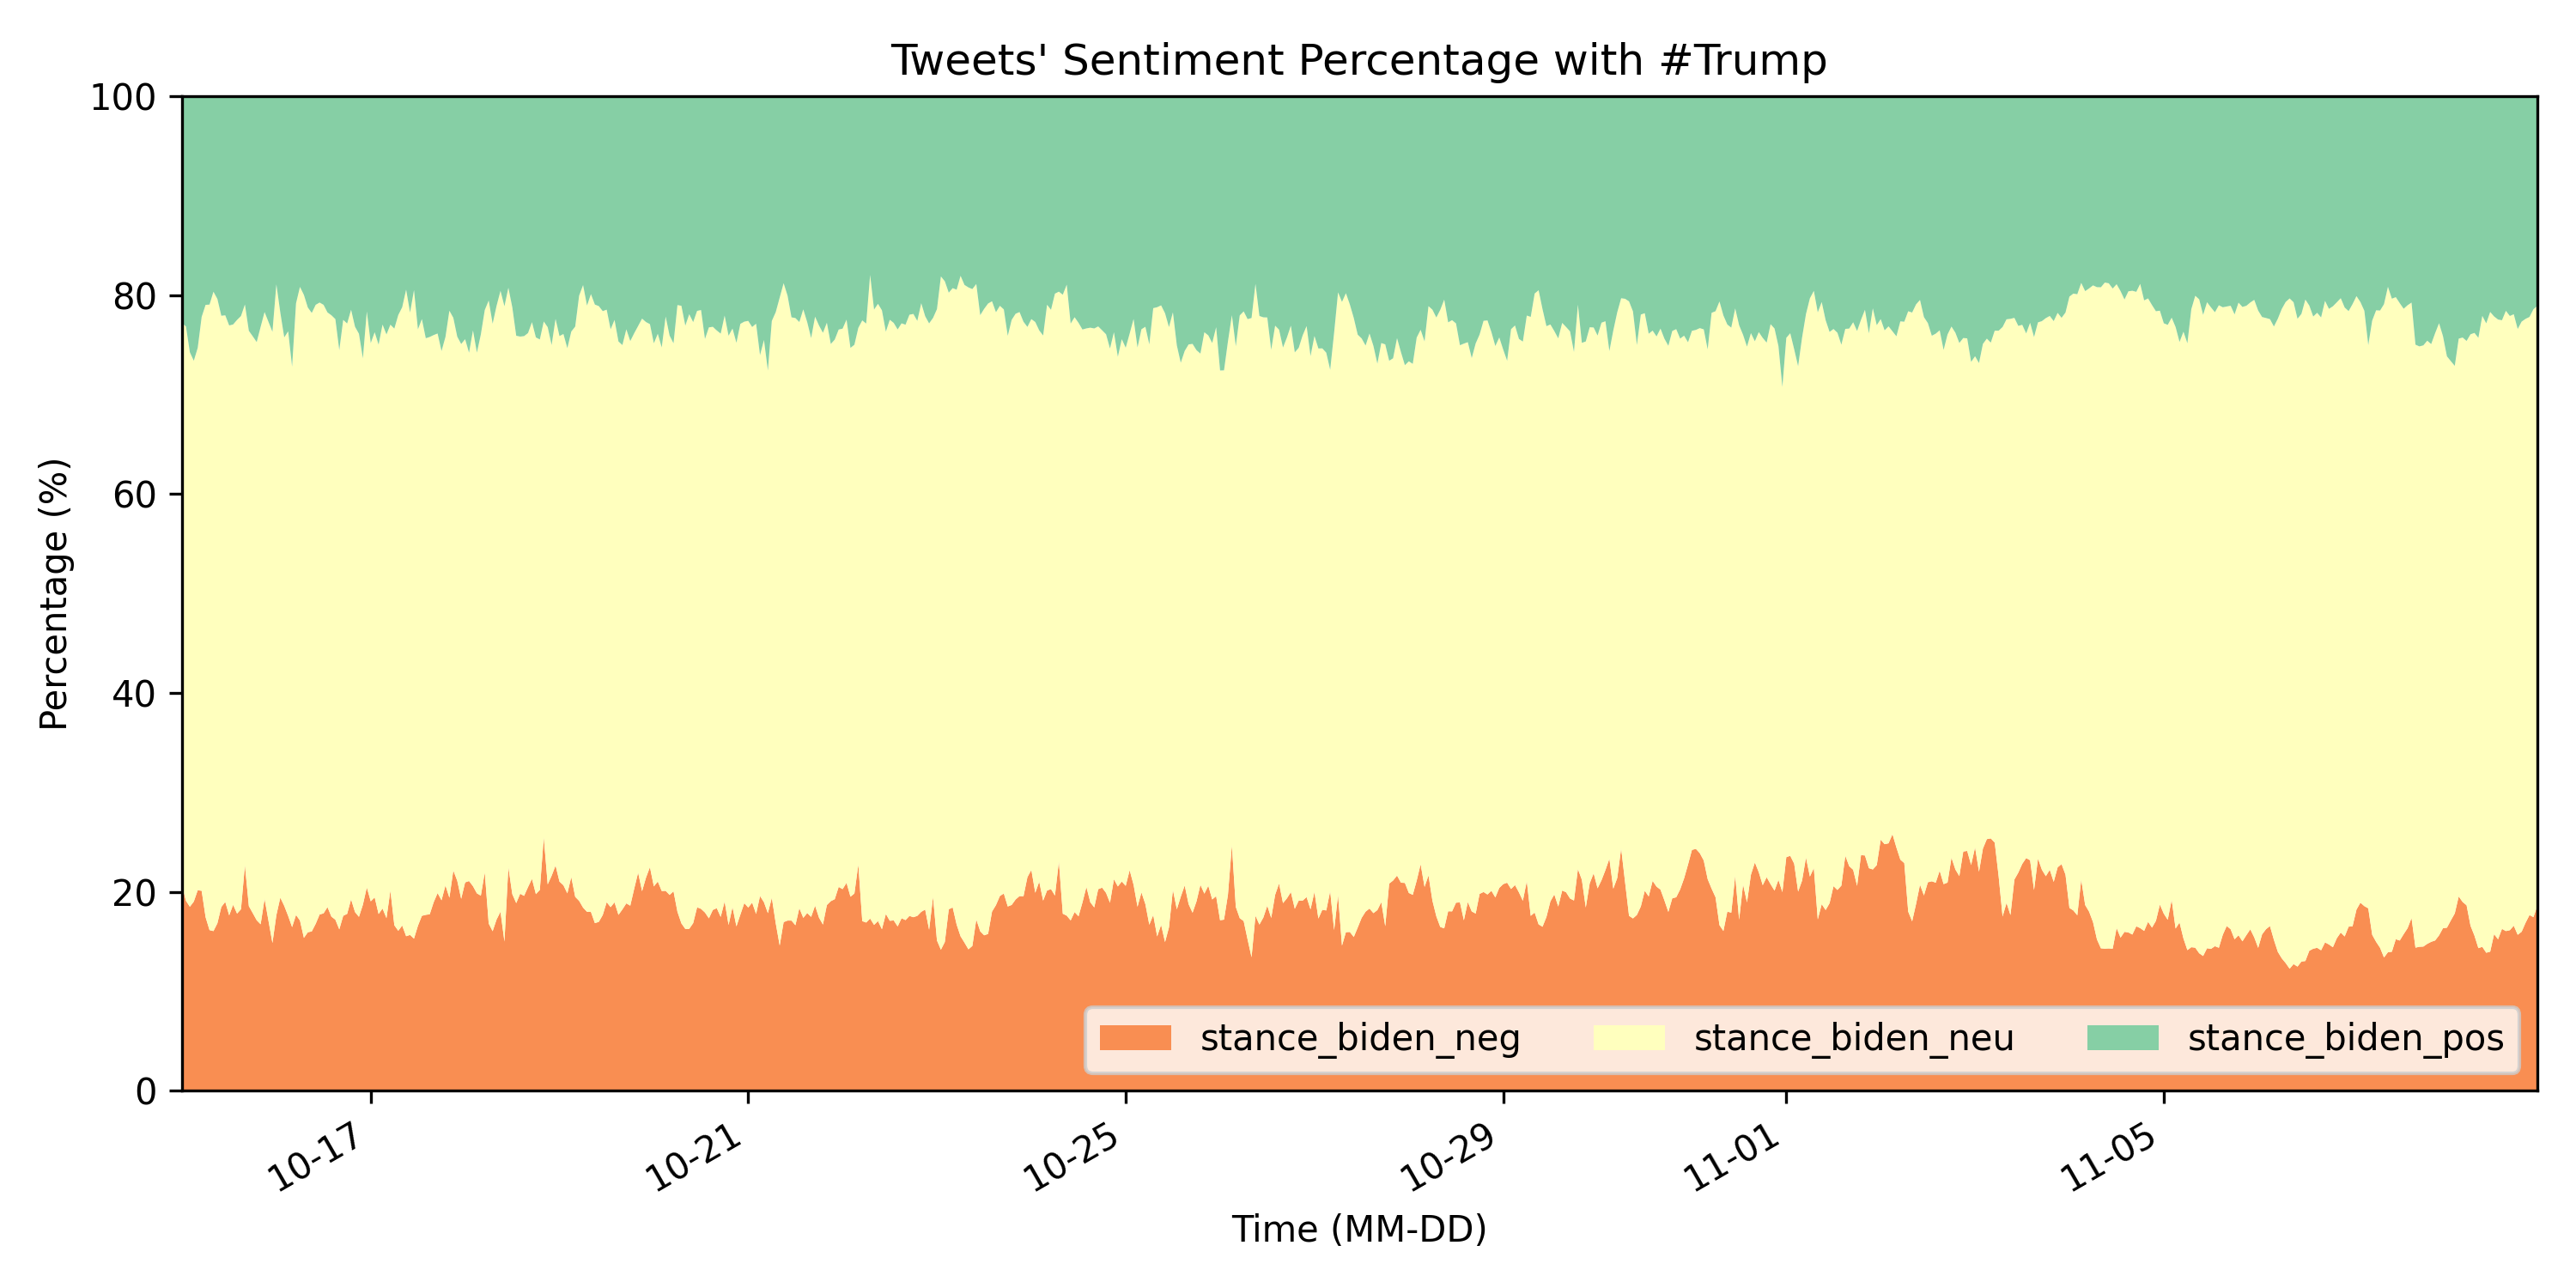 Tweets' Sentiment Percentage with #Trump
100
80
60
40
20
0
Percentage (%)
stance_biden_neg stance_biden_neu stance_biden_pos
10-17 10-21 10-25 10-29 11-01 11-05
Time (MM-DD)